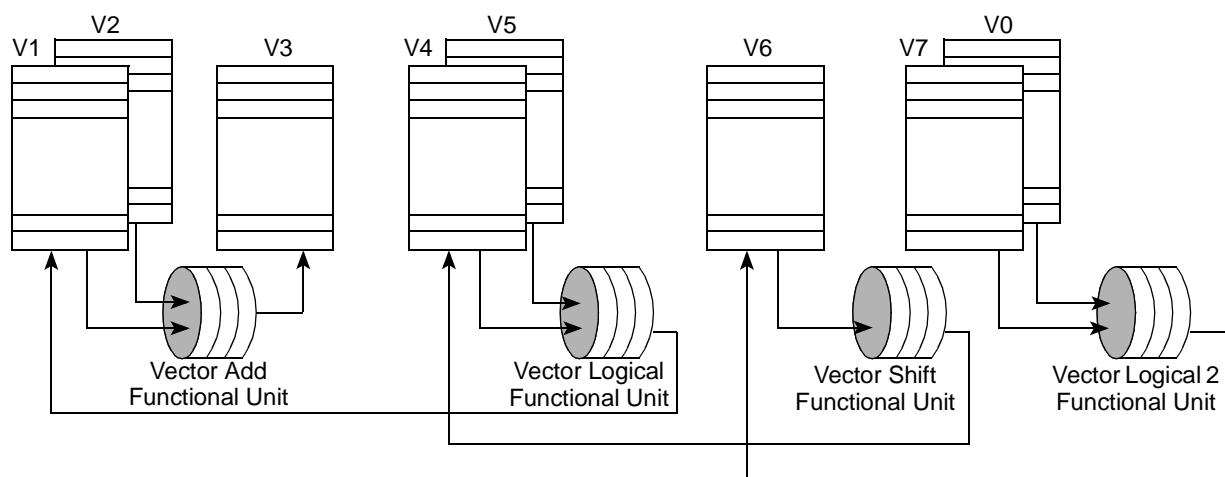 V2
V5
V0
V1
V3
V4
V6
V7
Vector Add
Functional Unit
Vector Logical
Functional Unit
Vector Shift
Functional Unit
Vector Logical 2
Functional Unit